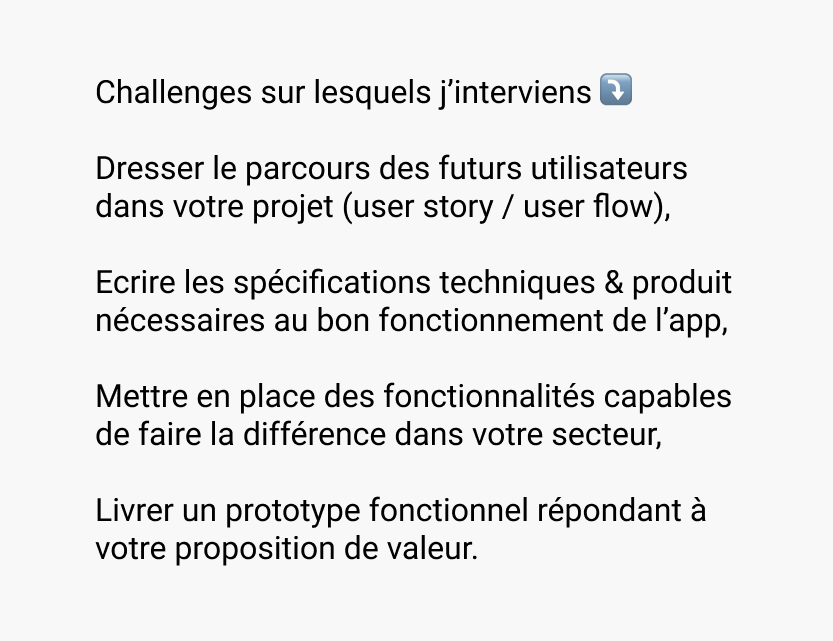 Challenges sur lesquels j’interviens ⤵️
Dresser le parcours des futurs utilisateurs
dans votre projet (user story / user flow),
Ecrire les spécifications techniques & produit
nécessaires au bon fonctionnement de l’app,
Mettre en place des fonctionnalités capables
de faire la différence dans votre secteur,
Livrer un prototype fonctionnel répondant à
votre proposition de valeur.